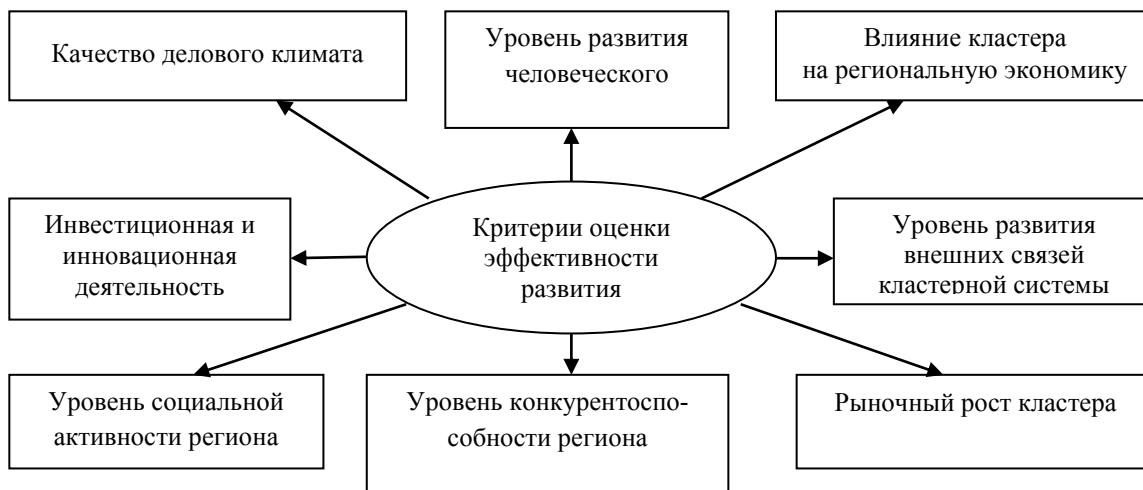 Качество делового климата
Уровень развития
человеческого
Влияние кластера
на региональную экономику
Инвестиционная и
инновационная
деятельность
Критерии оценки
эффективности
развития
Уровень развития
внешних связей
кластерной системы
Уровень социальной
активности региона
Уровень конкурентоспо-
собности региона
Рыночный рост кластера